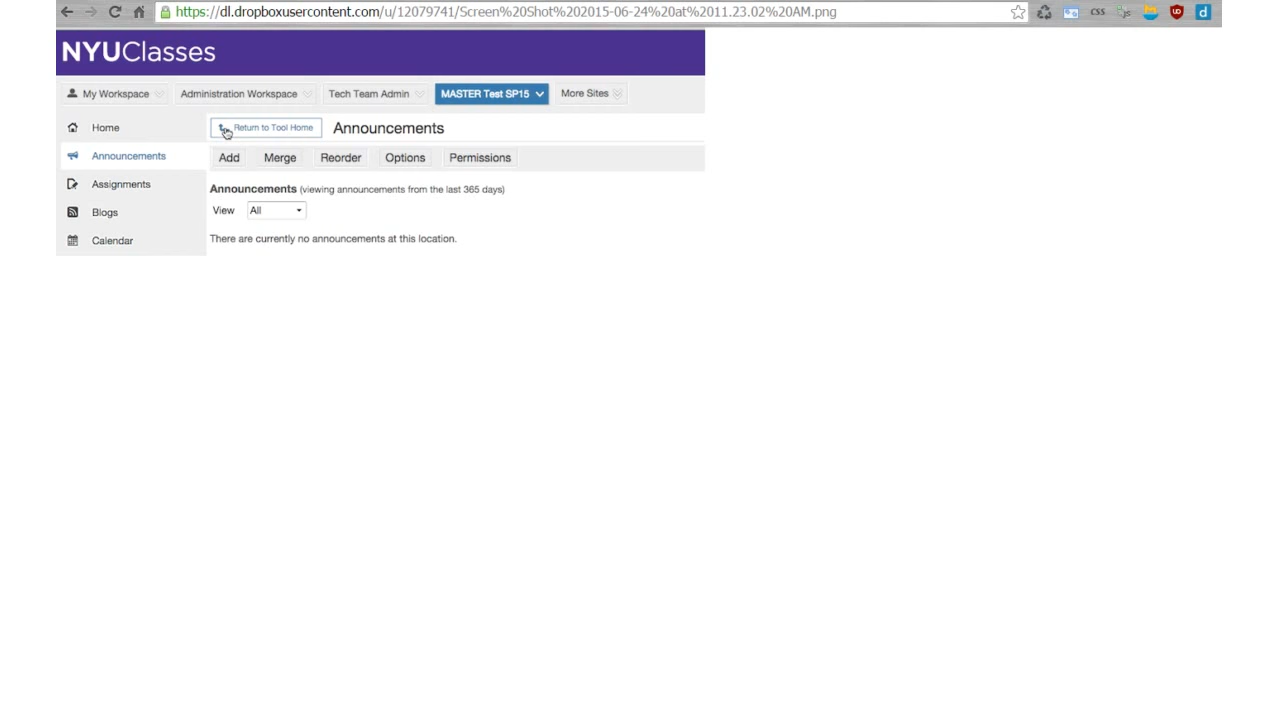 https://dl.dropboxusercontent.com/u/12079741/Screen%20Shot%202015-06-24%20at%2011.23.02%20AM.png
css
d
NYUClasses
My Workspace Administration Workspace Tech Team Admin MASTER Test SP15 More Sites
Home
Return to Tool Home Announcements
Announcements
Add Merge Reorder Options Permissions
Assignments
Announcements (viewing announcements from the last 365 days)
Blogs
View All
Calendar
There are currently no announcements at this location.